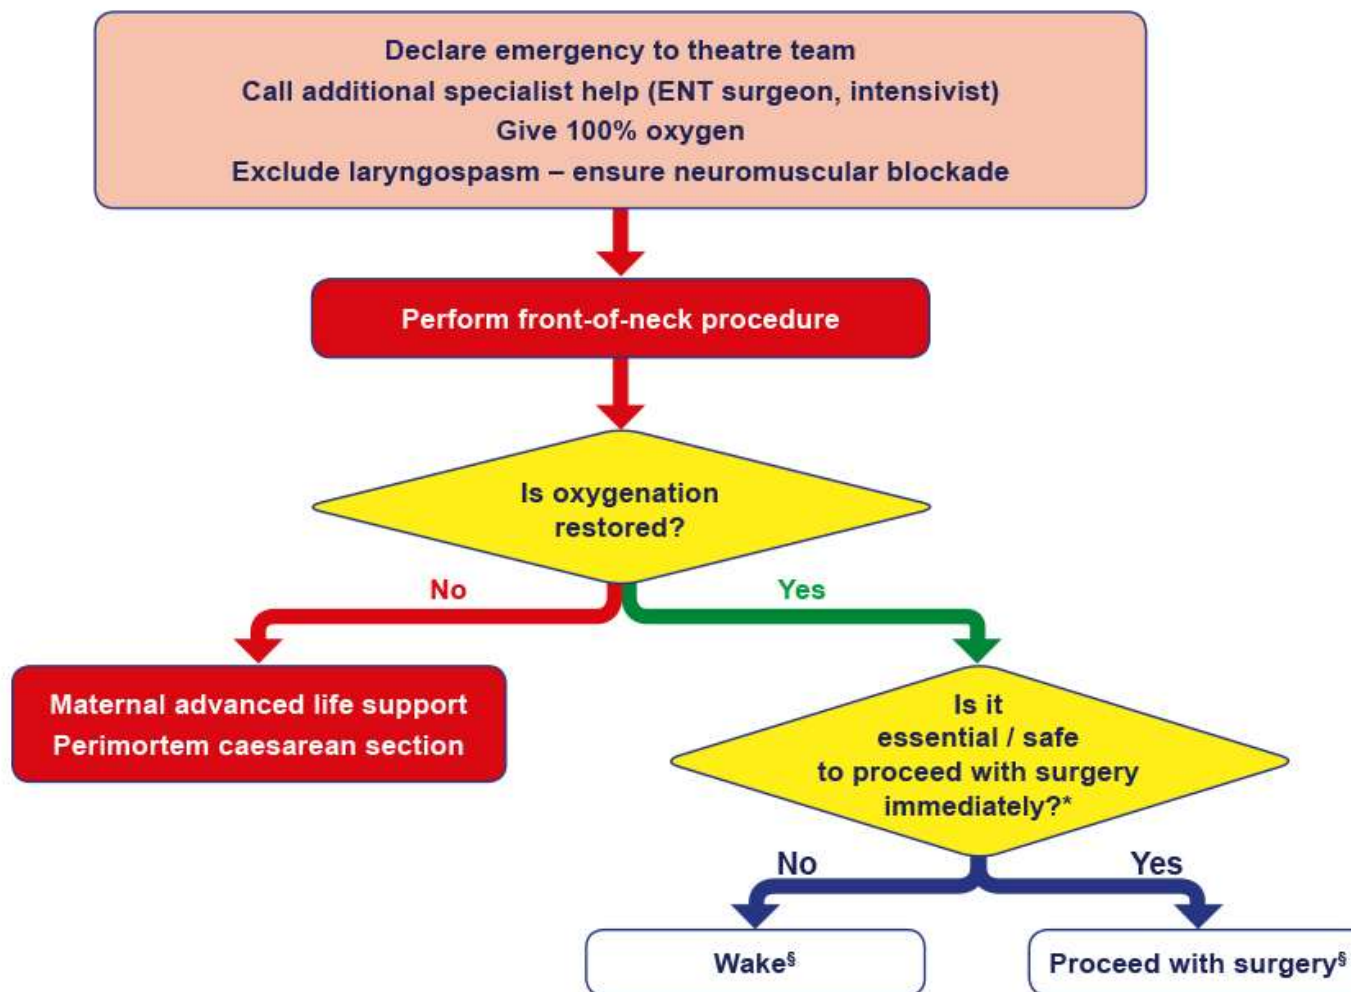 Declare emergency to theatre team
Call additional specialist help (ENT surgeon, intensivist)
Give 100% oxygen
Exclude laryngospasm – ensure neuromuscular blockade
Perform front-of-neck procedure
Is oxygenation
restored?
No
Yes
Maternal advanced life support
Perimortem caesarean section
Is it
essential / safe
to proceed with surgery
immediately?*
No
Yes
Wake§
Proceed with surgery§